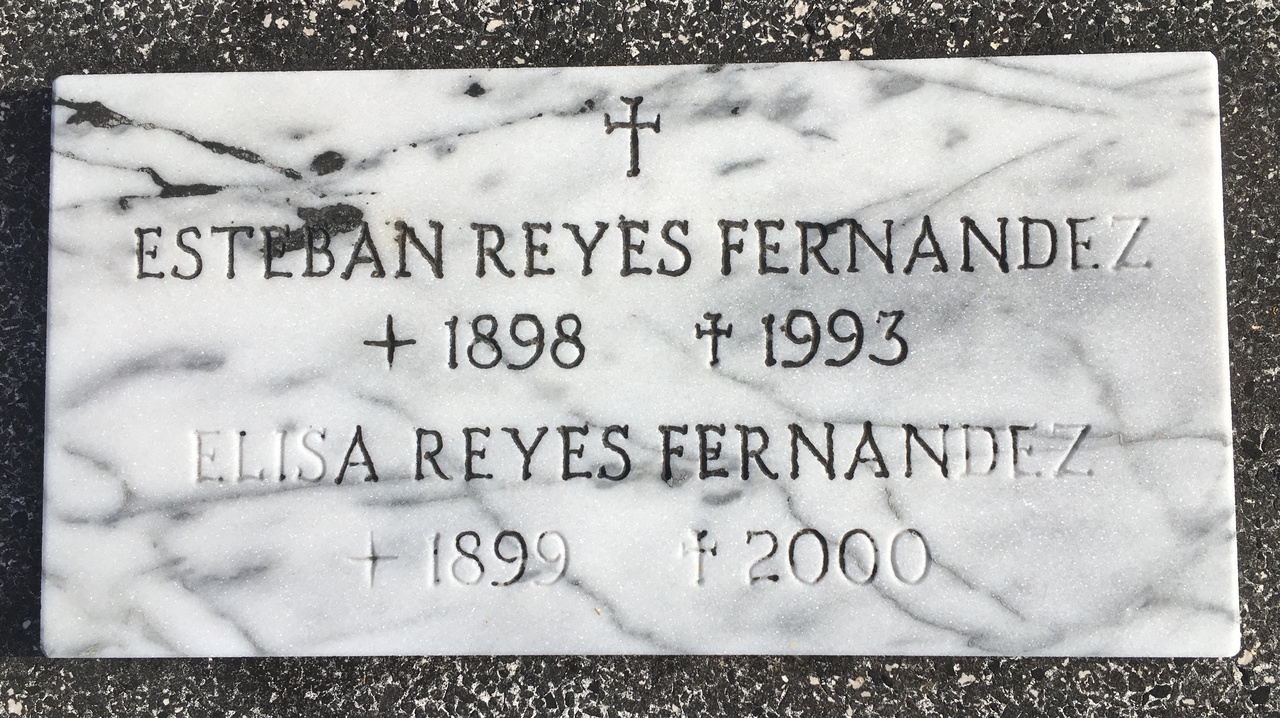 ESTEBAN REYES FERNANDEZ
+ 1898 ✝ 1993
ELISA REYES FERNANDEZ
+ 1899 ✝ 2000